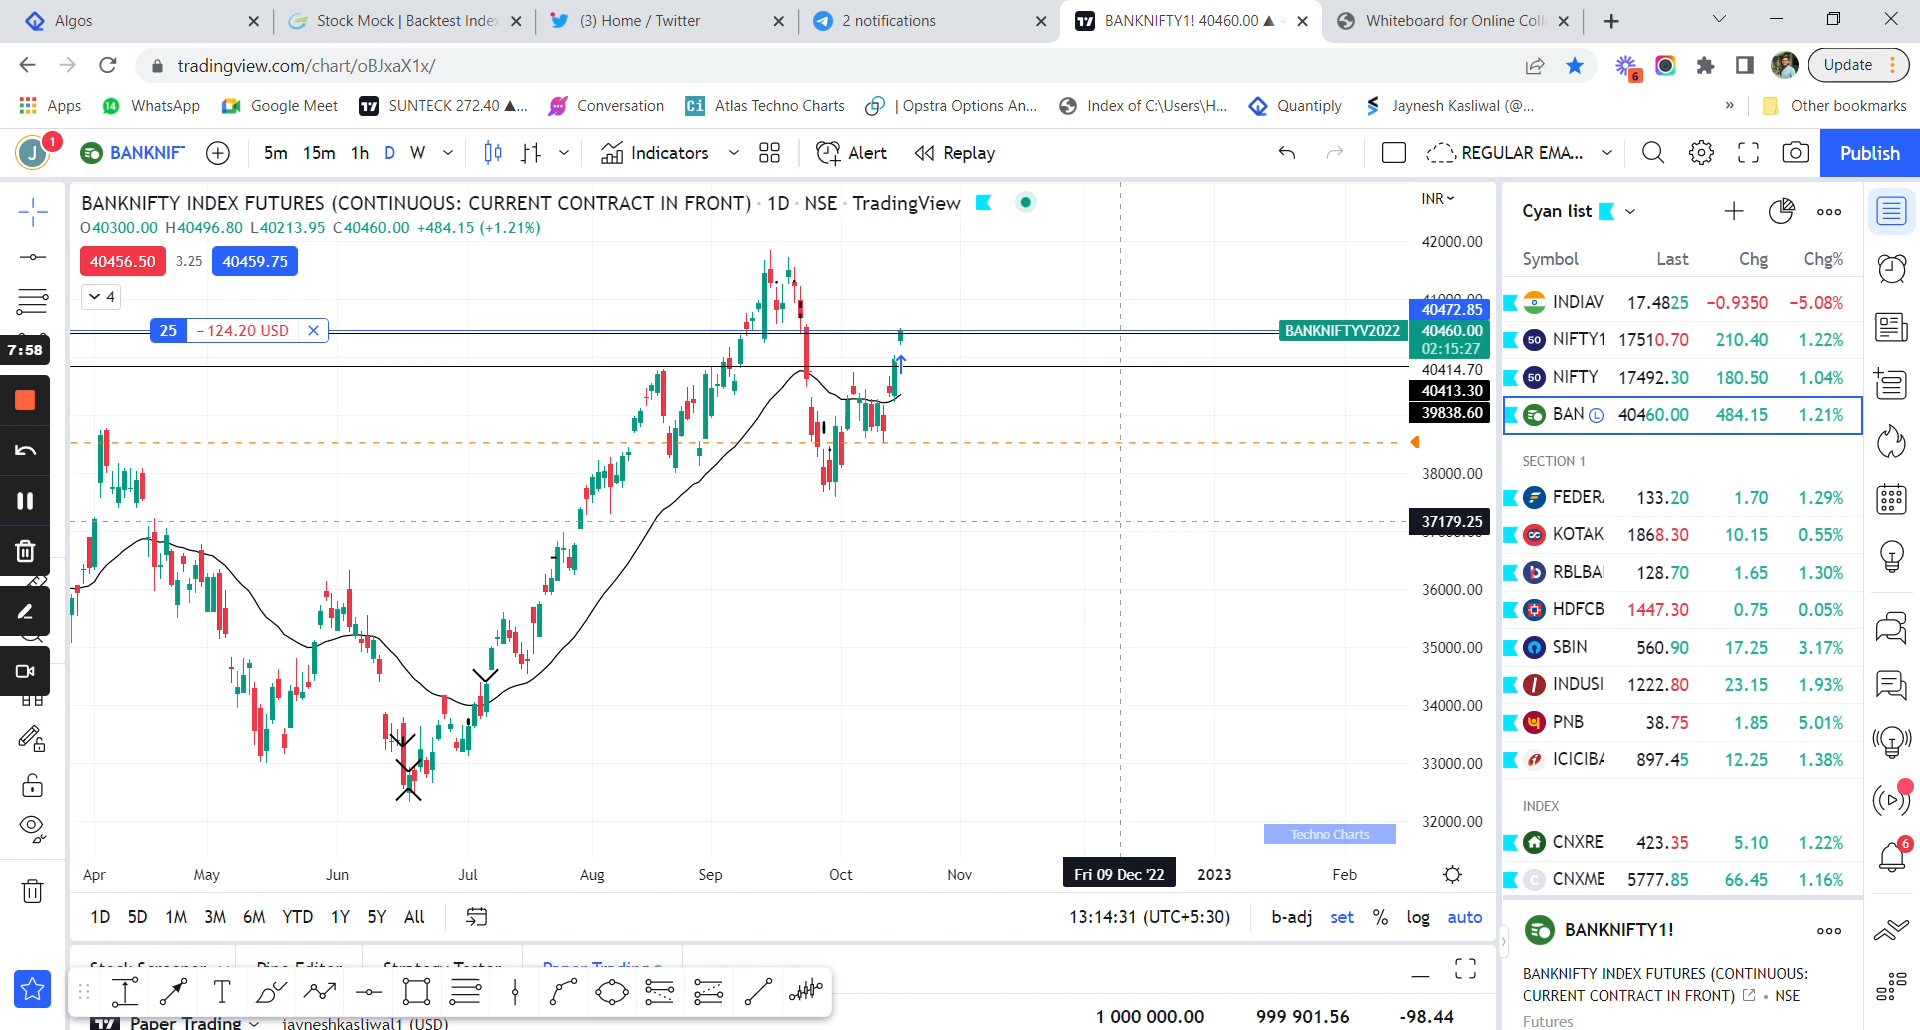 Algos
Stock Mock | Backtest Index
(3) Home / Twitter
2 notifications
BANKNIFTY1! 40460.00 ▲
Whiteboard for Online Coll
tradingview.com/chart/oBJxaX1x/
6
Update
Apps
WhatsApp
Google Meet
SUNTECK 272.40 ▲...
Conversation
Atlas Techno Charts
| Opstra Options An...
Index of C:\Users\H...
Quantiply
Jaynesh Kasliwal (@...
»
Other bookmarks
J
1
BANKNIF
5m
15m
1h
D
W
Indicators
Alert
Replay
REGULAR EMA...
Publish
BANKNIFTY INDEX FUTURES (CONTINUOUS: CURRENT CONTRACT IN FRONT) · 1D · NSE · TradingView
O40300.00 H40496.80 L40213.95 C40460.00 +484.15 (+1.21%)
40456.50
3.25
40459.75
4
25
−124.20 USD
INR
42000.00
41000.00
40472.85
BANKNIFTYV2022
40460.00
02:15:27
40414.70
40413.30
39838.60
38000.00
37179.25
36000.00
35000.00
34000.00
33000.00
32000.00
Techno Charts
7:58
Apr
May
Jun
Jul
Aug
Sep
Oct
Nov
Fri 09 Dec '22
2023
Feb
1D
5D
1M
3M
6M
YTD
1Y
5Y
All
13:14:31 (UTC+5:30)
b-adj
set
%
log
auto
Paper Trading
jayneshkasliwal1 (USD)
1 000 000.00
999 901.56
-98.44
Cyan list
Symbol
Last
Chg
Chg%
INDIAV 17.4825 −0.9350 −5.08%
50 NIFTY1 17510.70 210.40 1.22%
50 NIFTY 17492.30 180.50 1.04%
BAN L 40460.00 484.15 1.21%
SECTION 1
FEDER 133.20 1.70 1.29%
KOTAK 1868.30 10.15 0.55%
RBLBA 128.70 1.65 1.30%
HDFCB 1447.30 0.75 0.05%
SBIN 560.90 17.25 3.17%
INDUSI 1222.80 23.15 1.93%
PNB 38.75 1.85 5.01%
ICICIBA 897.45 12.25 1.38%
INDEX
CNXRE 423.35 5.10 1.22%
C CNXME 5777.85 66.45 1.16%
6
BANKNIFTY1!
BANKNIFTY INDEX FUTURES (CONTINUOUS:
CURRENT CONTRACT IN FRONT) • NSE
Futures